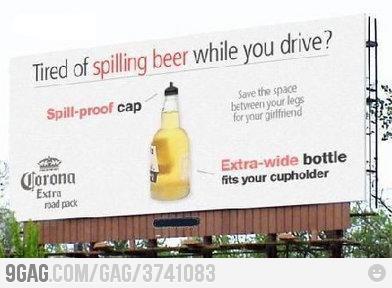 Tired of spilling beer while you drive?
Spill-proof cap
Save the space
between your legs
for your girlfriend
Extra-wide bottle
fits your cupholder
Corona
Extra
road pack
9GAG.COM/GAG/3741083